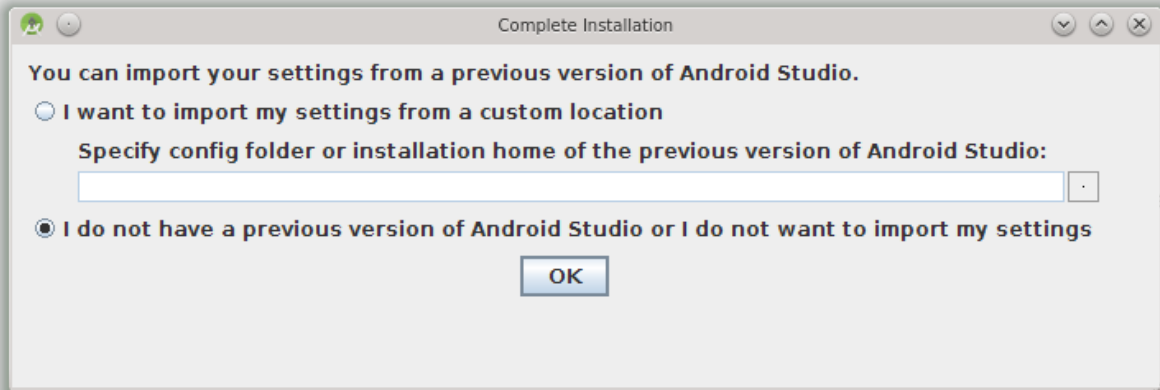 Complete Installation
You can import your settings from a previous version of Android Studio.
I want to import my settings from a custom location
Specify config folder or installation home of the previous version of Android Studio:
.
I do not have a previous version of Android Studio or I do not want to import my settings
OK